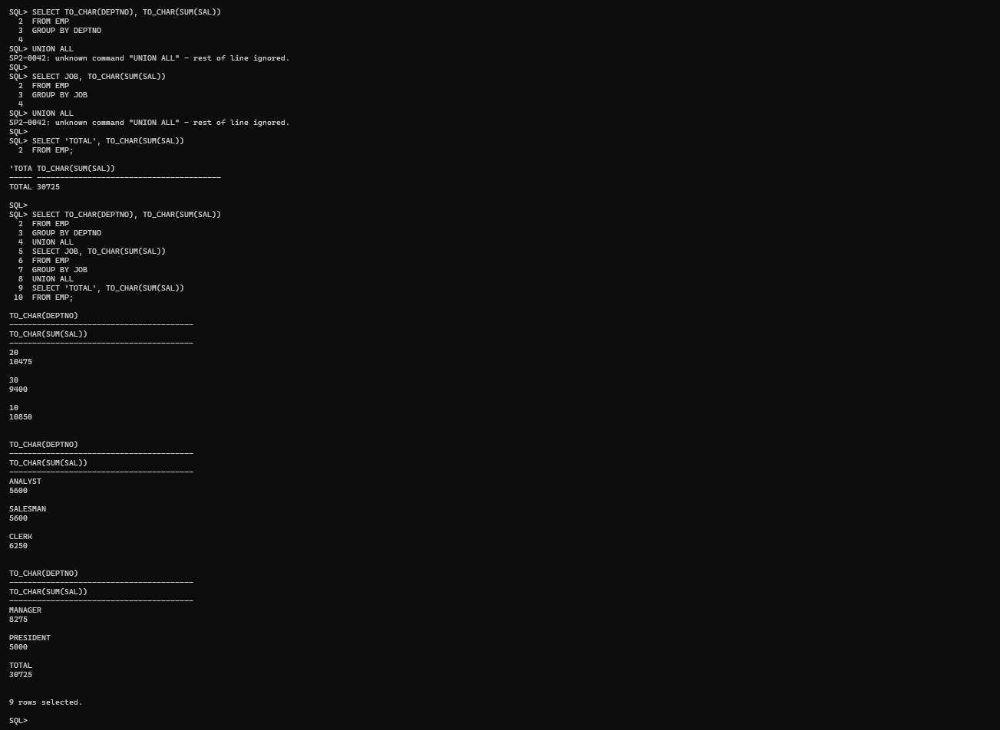 SQL> SELECT TO_CHAR(DEPTNO), TO_CHAR(SUM(SAL))
  2  FROM EMP
  3  GROUP BY DEPTNO
  4
SQL> UNION ALL
SP2-0042: unknown command "UNION ALL" - rest of line ignored.
SQL>
SQL> SELECT JOB, TO_CHAR(SUM(SAL))
  2  FROM EMP
  3  GROUP BY JOB
  4
SQL> UNION ALL
SP2-0042: unknown command "UNION ALL" - rest of line ignored.
SQL>
SQL> SELECT 'TOTAL', TO_CHAR(SUM(SAL))
  2  FROM EMP;

'TOTA TO_CHAR(SUM(SAL))
----- ----------------------------------------
TOTAL 30725

SQL>
SQL> SELECT TO_CHAR(DEPTNO), TO_CHAR(SUM(SAL))
  2  FROM EMP
  3  GROUP BY DEPTNO
  4  UNION ALL
  5  SELECT JOB, TO_CHAR(SUM(SAL))
  6  FROM EMP
  7  GROUP BY JOB
  8  UNION ALL
  9  SELECT 'TOTAL', TO_CHAR(SUM(SAL))
 10  FROM EMP;

TO_CHAR(DEPTNO)
----------------------------------------
TO_CHAR(SUM(SAL))
----------------------------------------
20
10475

30
9400

10
10850


TO_CHAR(DEPTNO)
----------------------------------------
TO_CHAR(SUM(SAL))
----------------------------------------
ANALYST
5600

SALESMAN
5600

CLERK
6250


TO_CHAR(DEPTNO)
----------------------------------------
TO_CHAR(SUM(SAL))
----------------------------------------
MANAGER
8275

PRESIDENT
5000

TOTAL
30725


9 rows selected.

SQL>